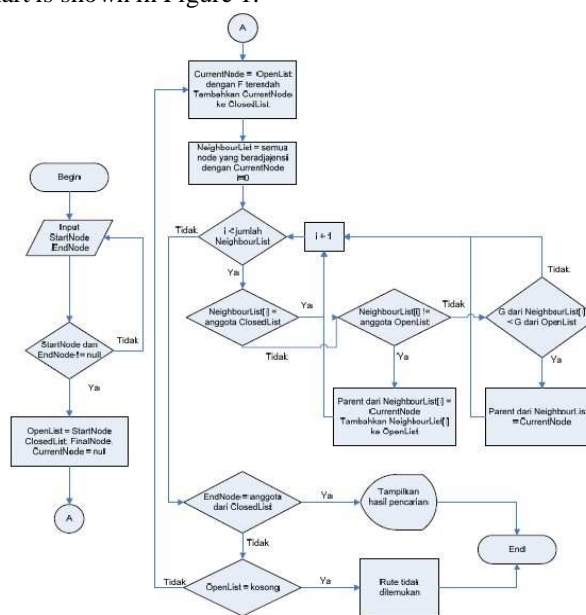 art is shown in Figure 1.
A
CurrentNode = OpenList
dengan F terendah
Tambahkan CurrentNode
ke ClosedList
NeighbourList = semua
node yang beradjajensi
dengan CurrentNode
i=0
Begin
Input
StartNode
EndNode
Tidak
i < jumlah
NeighbourList
i + 1
Tidak
Ya
NeighbourList[i] =
anggota ClosedList
Ya
NeighbourList[i] !=
anggota OpenList
Tidak
G dari NeighbourList[i]
< G dari OpenList
StartNode dan
EndNode != null
Tidak
Tidak
Ya
Ya
Ya
OpenList = StartNode
ClosedList, FinalNode,
CurrentNode = null
Parent dari NeighbourList[i] =
CurrentNode
Tambahkan NeighbourList[i]
ke OpenList
Parent dari NeighbourList
= CurrentNode
A
EndNode = anggota
dari ClosedList
Ya
Tampilkan
hasil pencarian
Tidak
End
Tidak
OpenList = kosong
Ya
Rute tidak
ditemukan